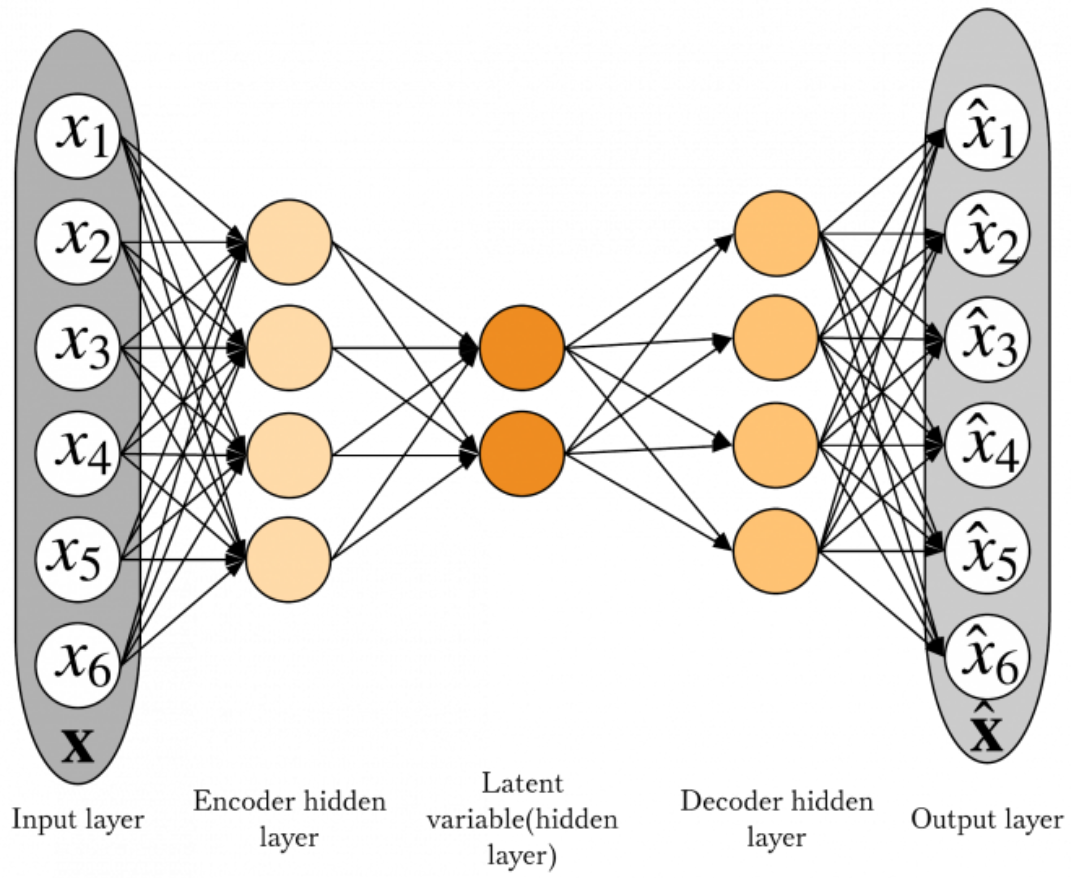 x1
x2
x3
x4
x5
x6
x
x̂1
x̂2
x̂3
x̂4
x̂5
x̂6
x̂
Input layer
Encoder hidden
layer
Latent
variable(hidden
layer)
Decoder hidden
layer
Output layer